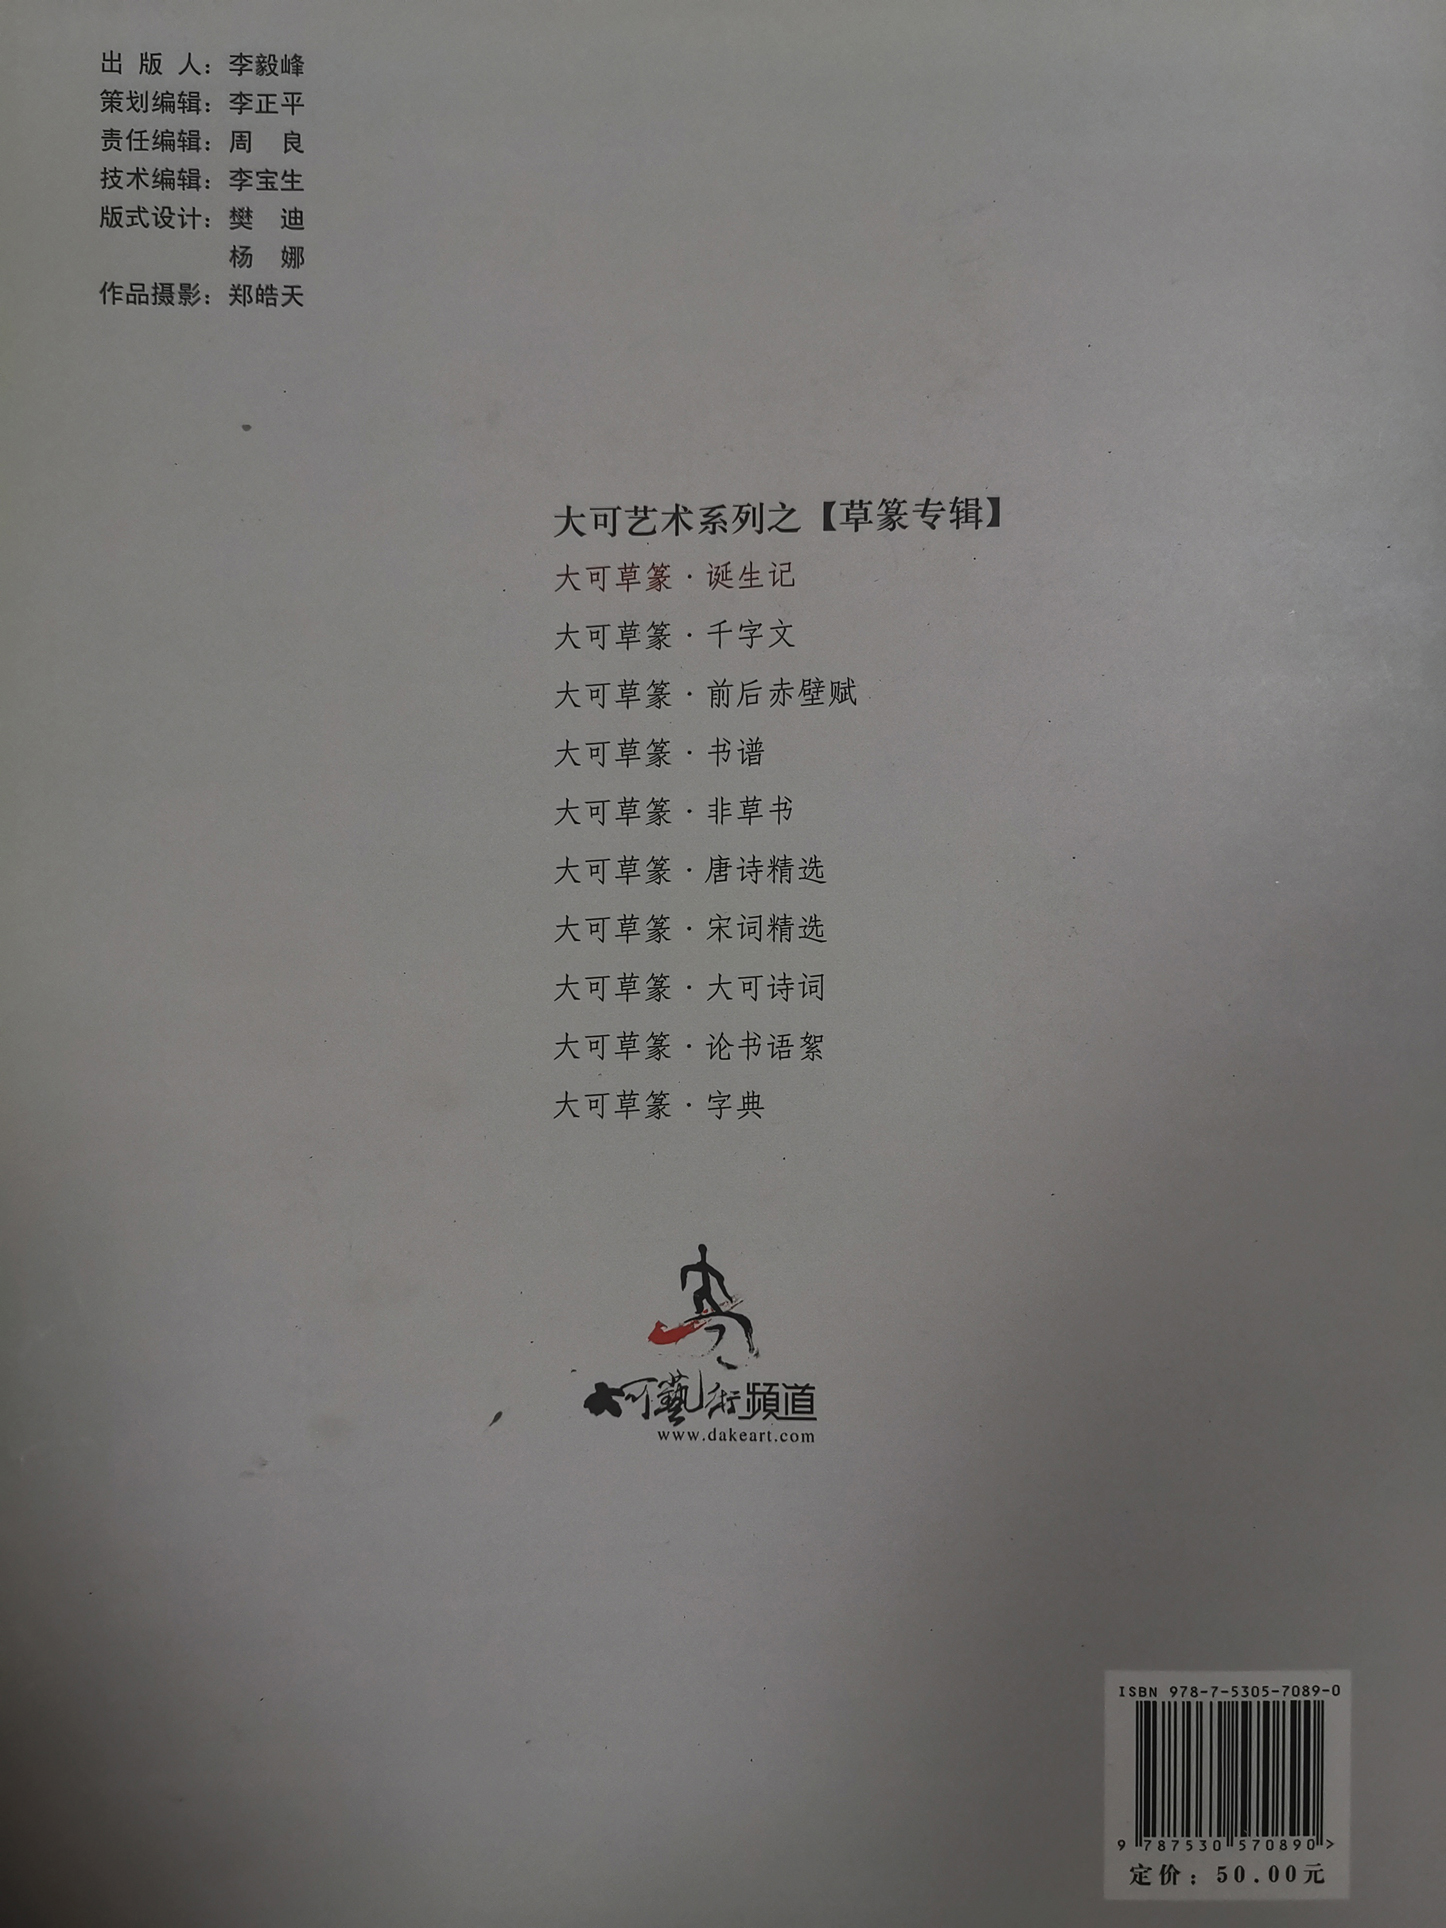 出 版 人：李毅峰
策划编辑：李正平
责任编辑：周 良
技术编辑：李宝生
版式设计：樊 迪
杨 娜
作品摄影：郑皓天
大可艺术系列之【草篆专辑】
大可草篆·诞生记
大可草篆·千字文
大可草篆·前后赤壁赋
大可草篆·书谱
大可草篆·非草书
大可草篆·唐诗精选
大可草篆·宋词精选
大可草篆·大可诗词
大可草篆·论书语絮
大可草篆·字典
大可藝術頻道
www.dakeart.com
ISBN 978-7-5305-7089-0
9 787530 570890>
定价：50.00元